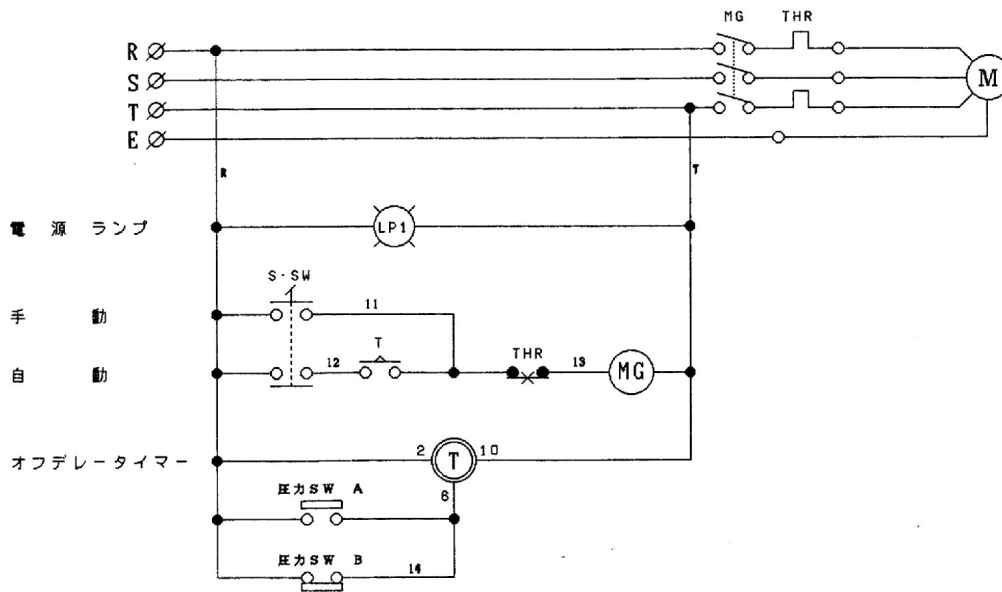 MG THR
R
S
T
E
M
R T
電源ランプ
LP1
S-SW
手動
11
自動
12
T
THR
13
MG
オフデレータイマー
2
T
10
6
圧力SW A
圧力SW B
14